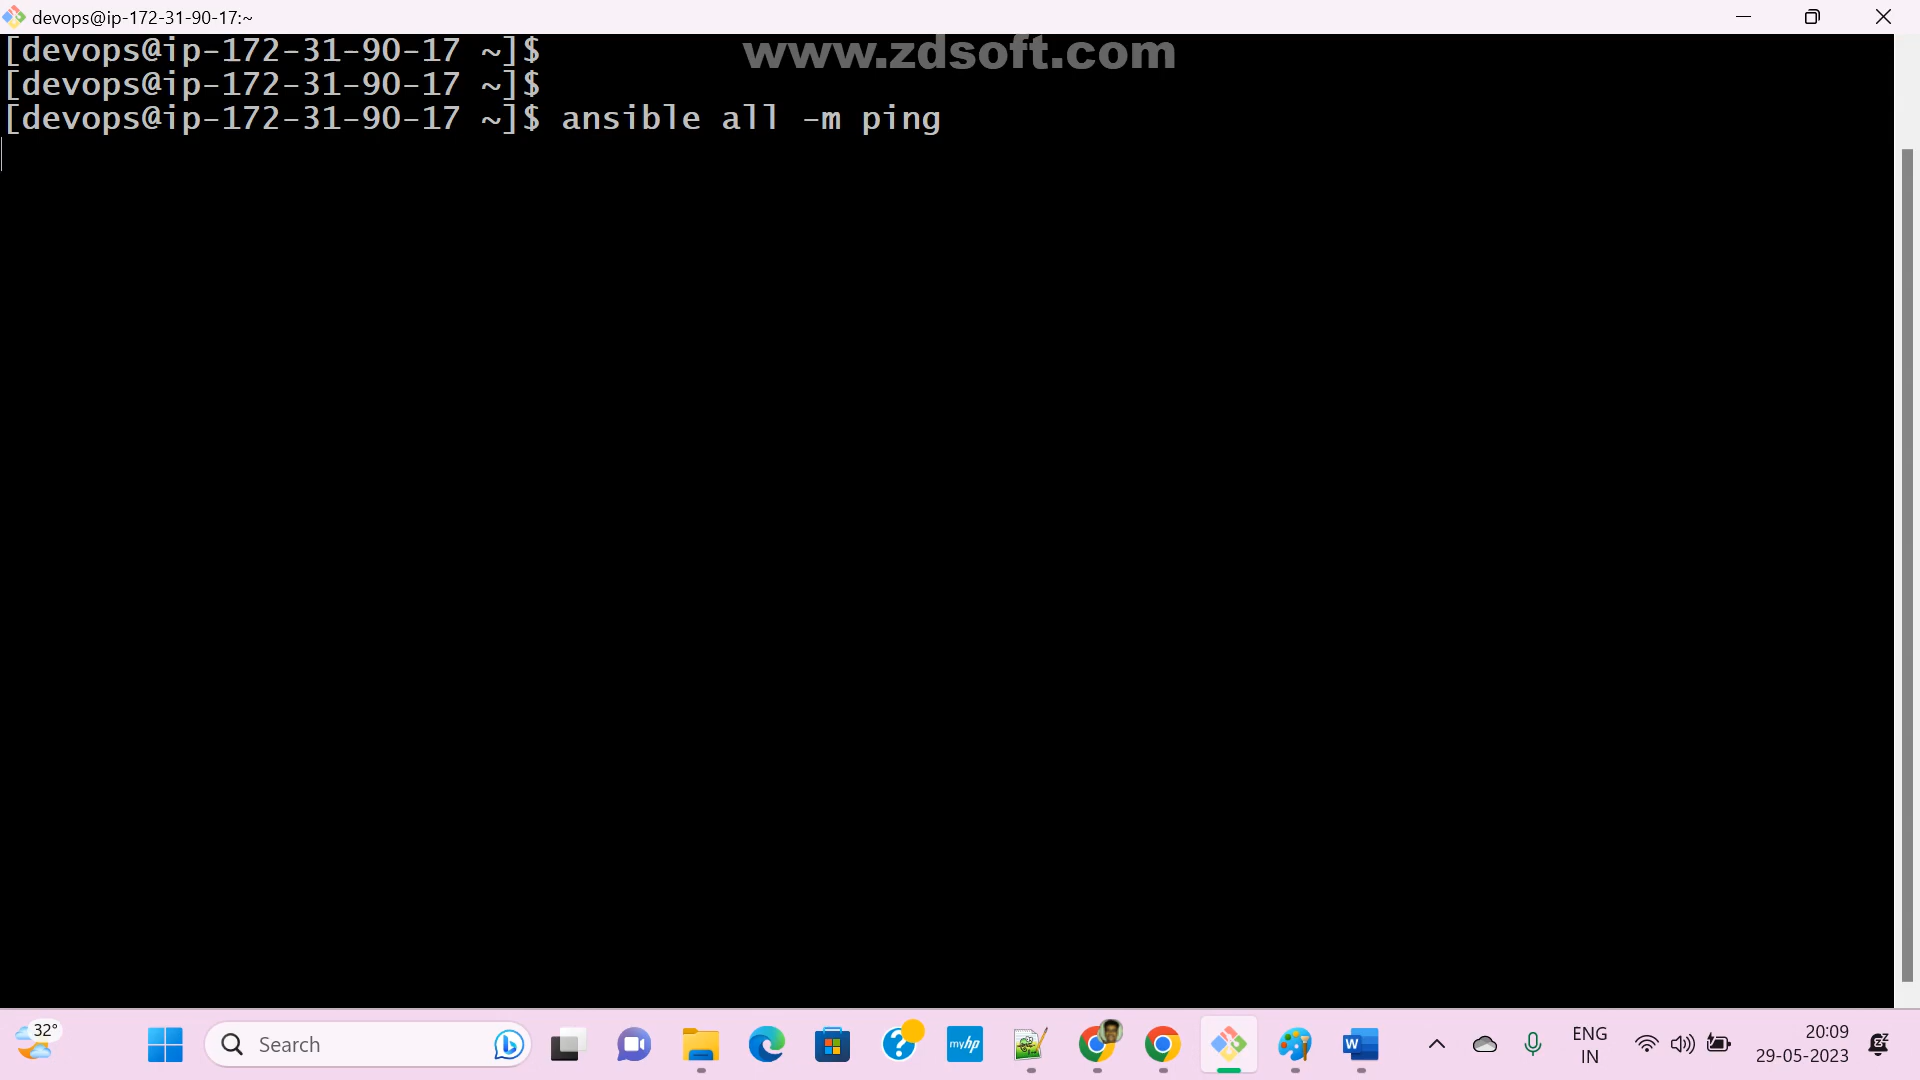 devops@ip-172-31-90-17:~
www.zdsoft.com
[devops@ip-172-31-90-17 ~]$
[devops@ip-172-31-90-17 ~]$
[devops@ip-172-31-90-17 ~]$ ansible all -m ping
32°
Search
myhp
W
ENG
IN
20:09
29-05-2023